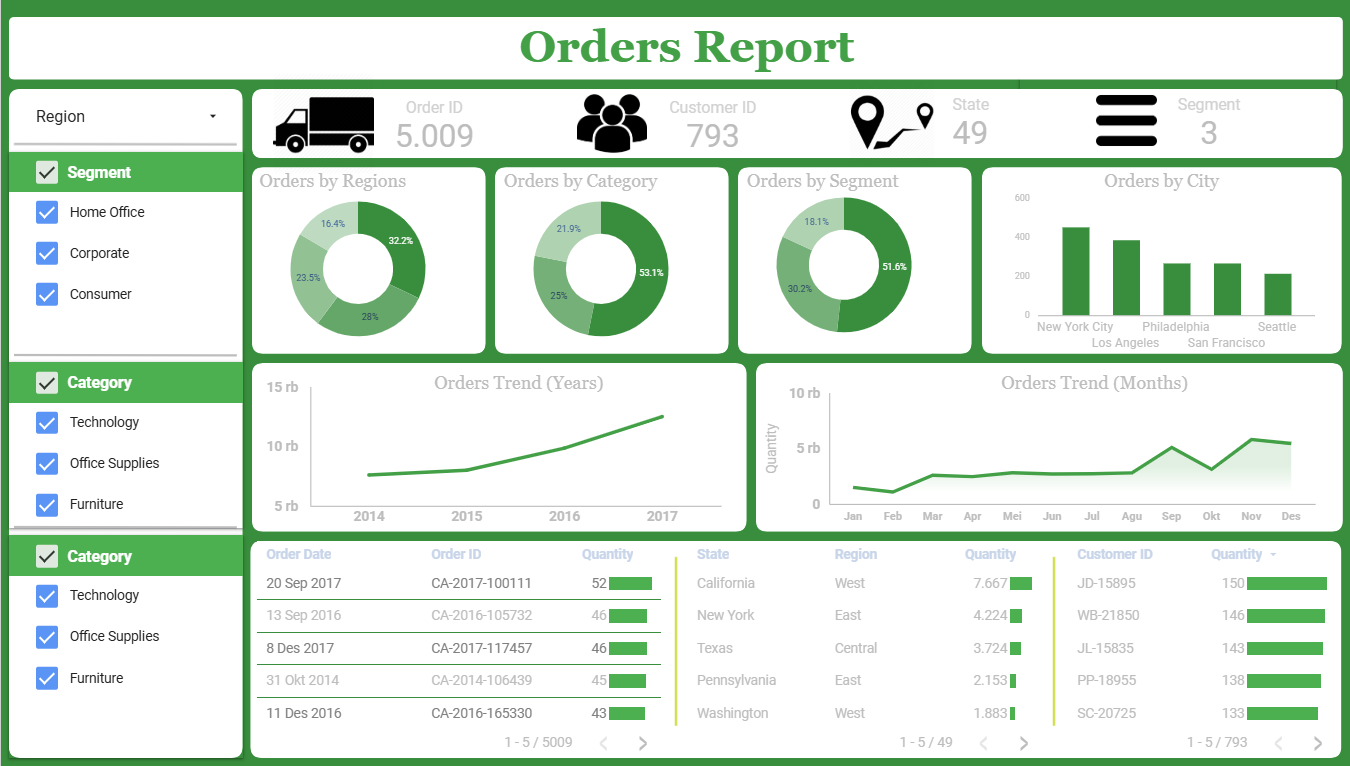 Orders Report
Region
Segment
Home Office
Corporate
Consumer
Category
Technology
Office Supplies
Furniture
Category
Technology
Office Supplies
Furniture
Order ID
5.009
Customer ID
793
State
49
Segment
3
Orders by Regions
16.4%
32.2%
23.5%
28%
Orders by Category
21.9%
53.1%
25%
Orders by Segment
18.1%
51.6%
30.2%
Orders by City
600
400
200
0
New York City Philadelphia Seattle
Los Angeles San Francisco
Orders Trend (Years)
15 rb
10 rb
5 rb
2014 2015 2016 2017
Orders Trend (Months)
Quantity
10 rb
5 rb
0
Jan Feb Mar Apr Mei Jun Jul Agu Sep Okt Nov Des
Order Date Order ID Quantity
20 Sep 2017 CA-2017-100111 52
13 Sep 2016 CA-2016-105732 46
8 Des 2017 CA-2017-117457 46
31 Okt 2014 CA-2014-106439 45
11 Des 2016 CA-2016-165330 43
1 - 5 / 5009
State Region Quantity
California West 7.667
New York East 4.224
Texas Central 3.724
Pennsylvania East 2.153
Washington West 1.883
1 - 5 / 49
Customer ID Quantity
JD-15895 150
WB-21850 146
JL-15835 143
PP-18955 138
SC-20725 133
1 - 5 / 793